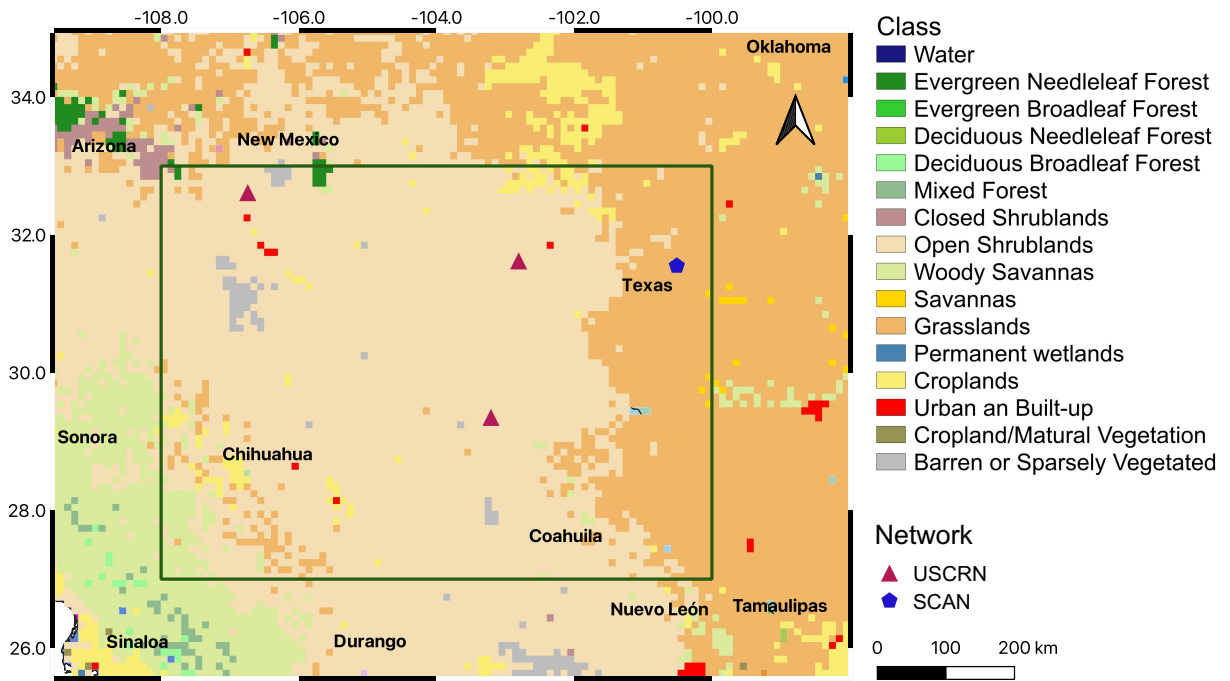 -108.0 -106.0 -104.0 -102.0 -100.0
34.0
32.0
30.0
28.0
26.0
Oklahoma
New Mexico
Arizona
Texas
Sonora
Chihuahua
Coahuila
Nuevo León
Tamaulipas
Sinaloa
Durango
Class
Water
Evergreen Needleleaf Forest
Evergreen Broadleaf Forest
Deciduous Needleleaf Forest
Deciduous Broadleaf Forest
Mixed Forest
Closed Shrublands
Open Shrublands
Woody Savannas
Savannas
Grasslands
Permanent wetlands
Croplands
Urban an Built-up
Cropland/Matural Vegetation
Barren or Sparsely Vegetated
Network
USCRN
SCAN
0 100 200 km